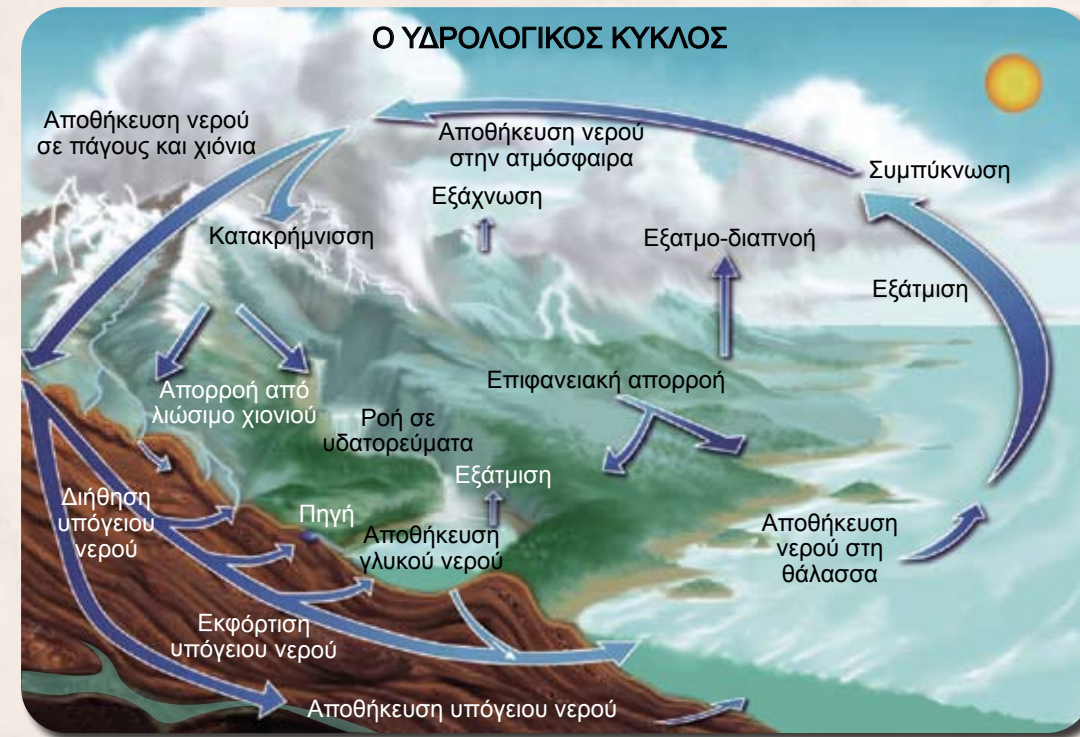 Ο ΥΔΡΟΛΟΓΙΚΟΣ ΚΥΚΛΟΣ
Αποθήκευση νερού
σε πάγους και χιόνια
Αποθήκευση νερού
στην ατμόσφαιρα
Συμπύκνωση
Εξάχνωση
Κατακρήμνισση
Εξατμο-διαπνοή
Εξάτμιση
Απορροή από
λιώσιμο χιονιού
Επιφανειακή απορροή
Ροή σε
υδατορεύματα
Εξάτμιση
Διήθηση
υπόγειου
νερού
Πηγή
Αποθήκευση
γλυκού νερού
Αποθήκευση
νερού στη
θάλασσα
Εκφόρτιση
υπόγειου νερού
Αποθήκευση υπόγειου νερού